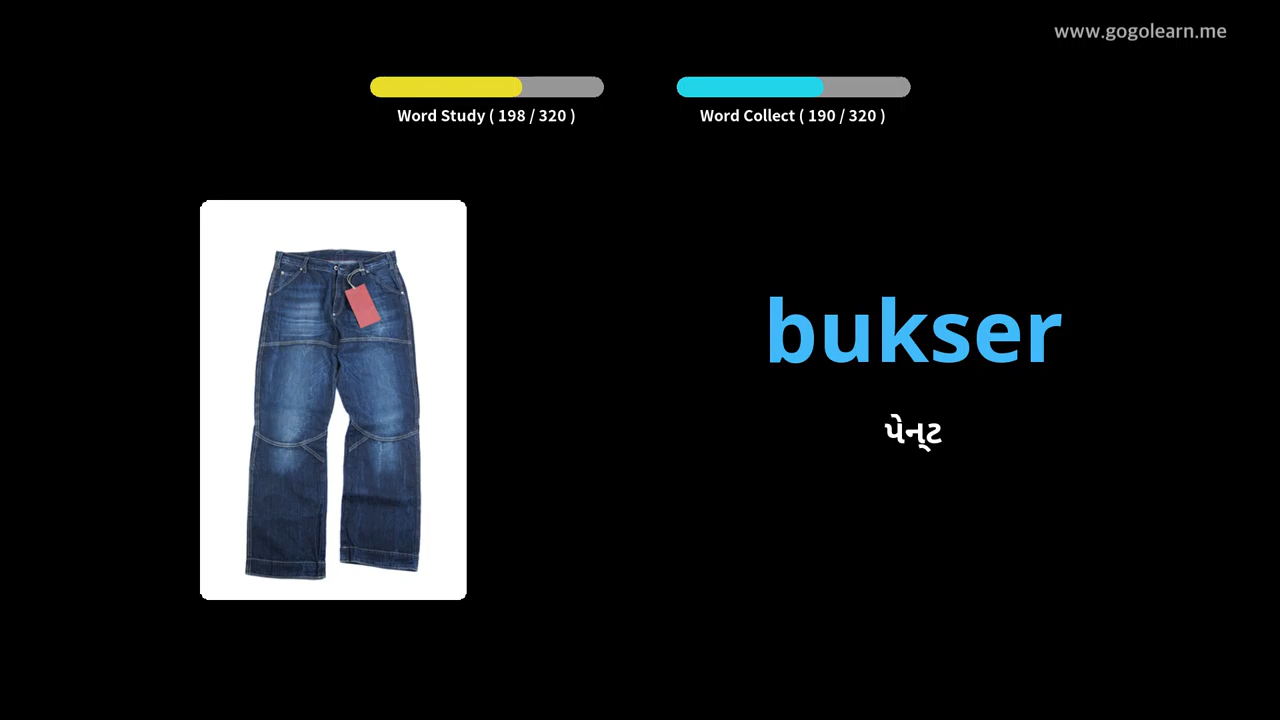 www.gogolearn.me
Word Study ( 198 / 320 )
Word Collect ( 190 / 320 )
bukser
પેન્ટ